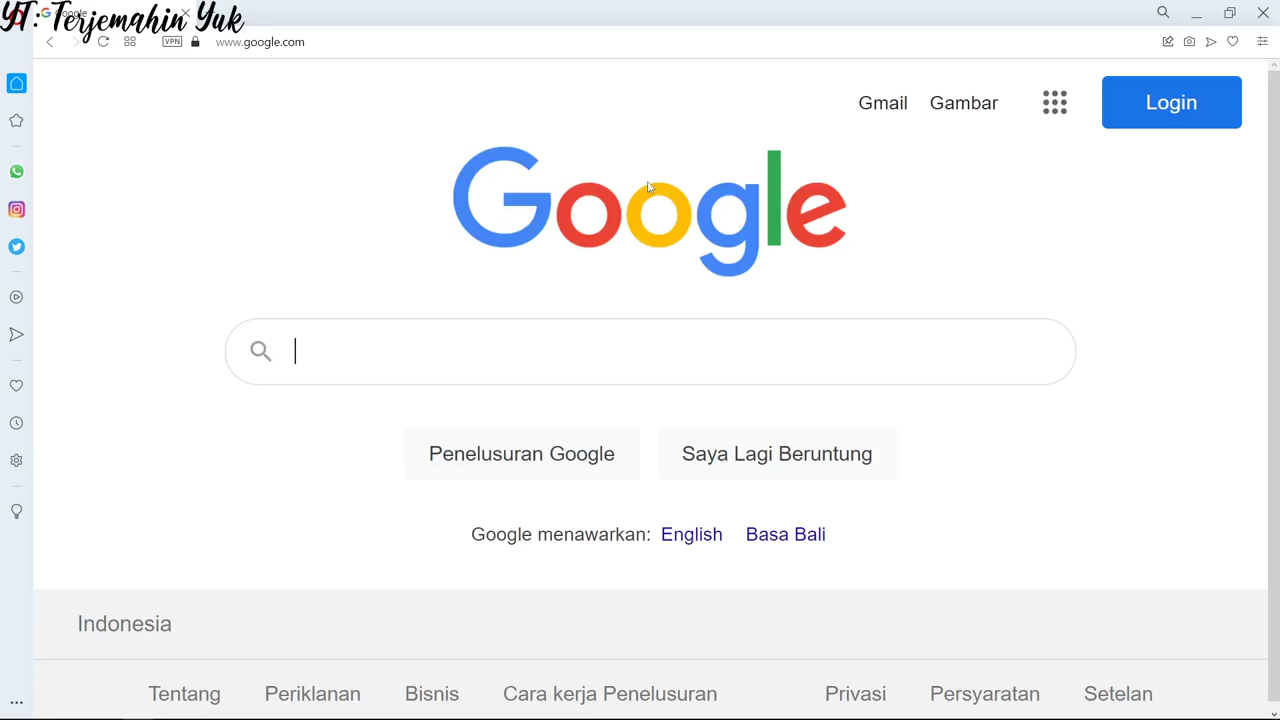 YT: Terjemahin Yuk
VPN
www.google.com
Gmail
Gambar
Login
Google
Penelusuran Google
Saya Lagi Beruntung
Google menawarkan: English Basa Bali
Indonesia
Tentang
Periklanan
Bisnis
Cara kerja Penelusuran
Privasi
Persyaratan
Setelan